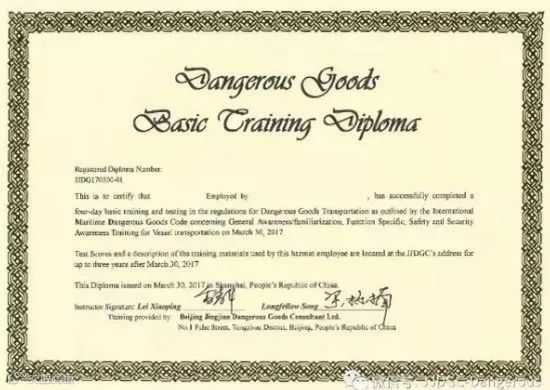 Dangerous Goods
Basic Training Diploma
Registered Diploma Number:
JJDG170330-01
This is to certify that Employed by , has successfully completed a
four-day basic training and testing in the regulations for Dangerous Goods Transportation as outlined by the International
Maritime Dangerous Goods Code concerning General Awareness/familiarization, Function Specific, Safety and Security
Awareness Training for Vessel transportation on March 30, 2017
Test Scores and a description of the training materials used by this hazmat employee are located at the JJDGC's address for
up to three years after March 30, 2017
This Diploma issued on March 30, 2017 in Shanghai, People's Republic of China.
Instructor Signature: Lei Xiaoping Longfellow Song
Training provided by: Beijing Jingjian Dangerous Goods Consultant Ltd.
No.1 Fuhe Street, Tongzhou District, Beijing, People's Republic of China
微信号: JJDGC-Dangerous